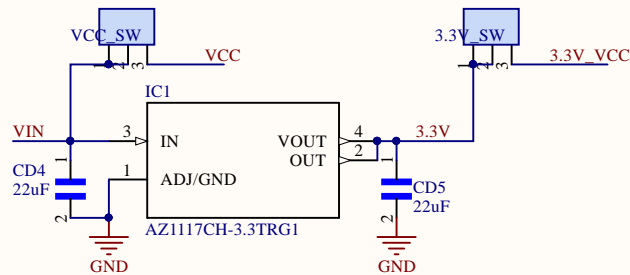 VCC_SW
3.3V_SW
1 2 3
VCC
1 2 3
3.3V_VCC
IC1
VIN
3
IN
VOUT
4
3.3V
OUT
2
1
ADJ/GND
1
CD4
22uF
1
CD5
22uF
2
2
AZ1117CH-3.3TRG1
GND
GND